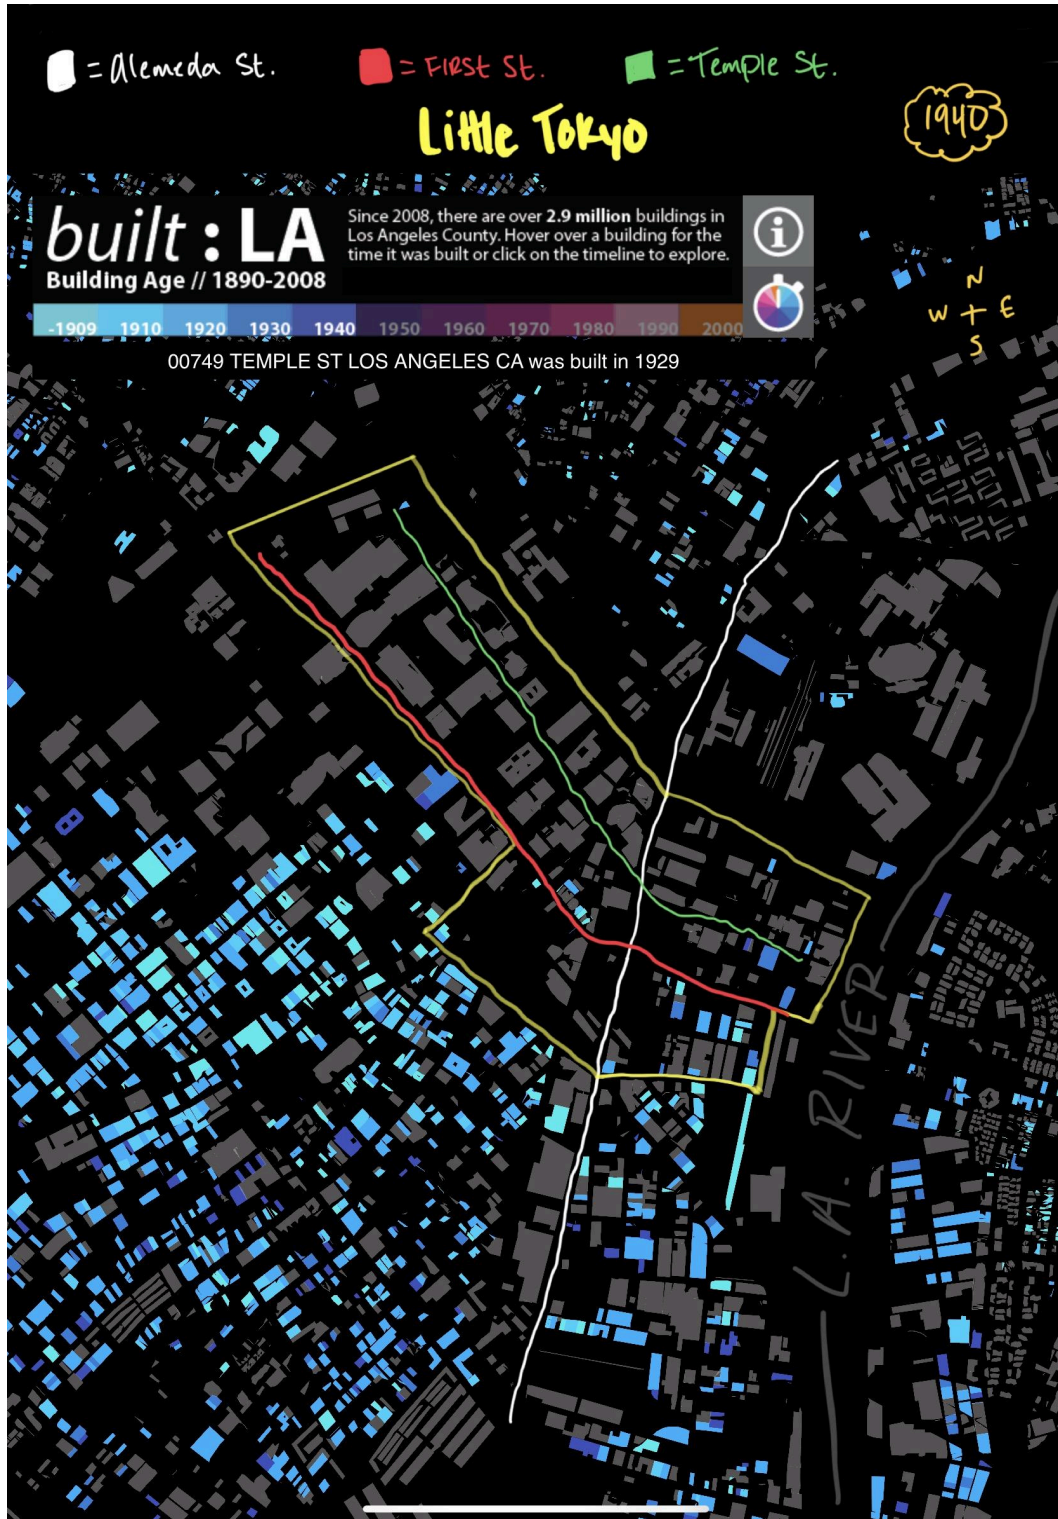 = Alemeda St.
= FIRST St.
= Temple St.
Little Tokyo
1940
built : LA
Building Age // 1890-2008
Since 2008, there are over 2.9 million buildings in
Los Angeles County. Hover over a building for the
time it was built or click on the timeline to explore.
i
-1909 1910 1920 1930 1940 1950 1960 1970 1980 1990 2000
00749 TEMPLE ST LOS ANGELES CA was built in 1929
N
W E
S
L.A. RIVER